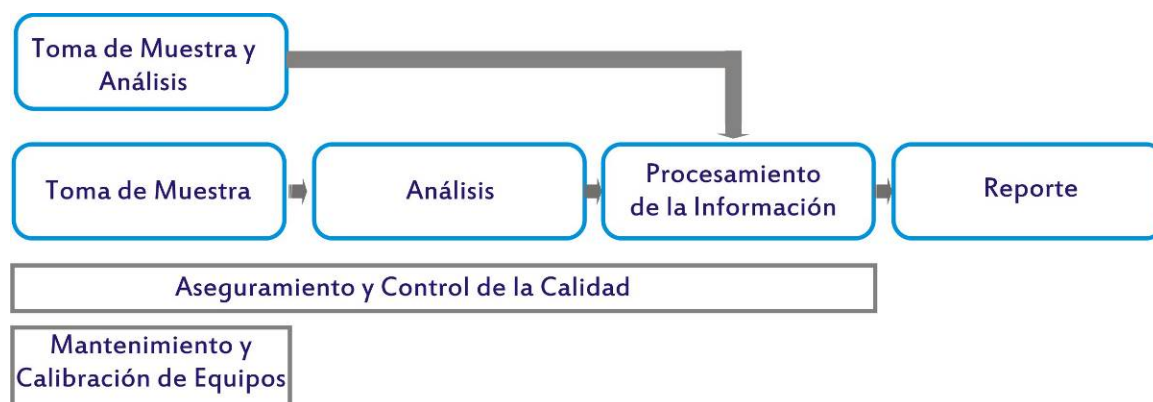 Toma de Muestra y
Análisis
Toma de Muestra
Análisis
Procesamiento
de la Información
Reporte
Aseguramiento y Control de la Calidad
Mantenimiento y
Calibración de Equipos